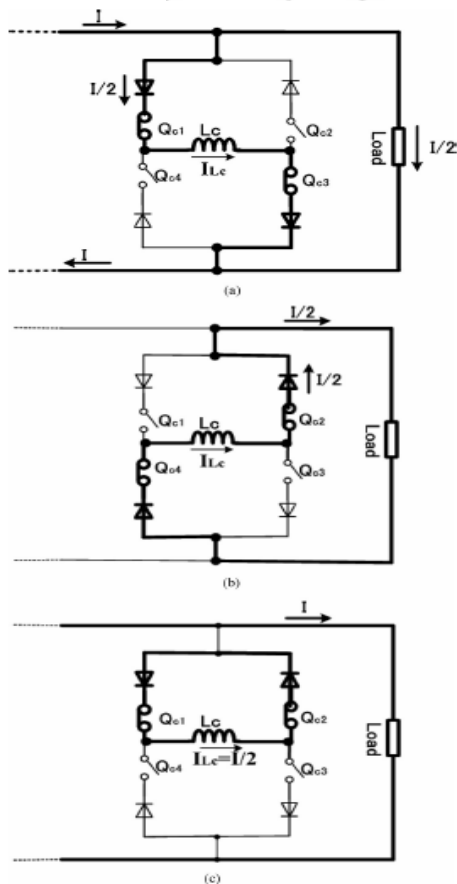 I
I/2
Qc1
Lc
Qc2
ILc
Qc4
Qc3
Load
I/2
I
(a)
I/2
I/2
Qc1
Lc
Qc2
ILc
Qc4
Qc3
Load
(b)
I
Qc1
Lc
Qc2
ILc=I/2
Qc4
Qc3
Load
(c)